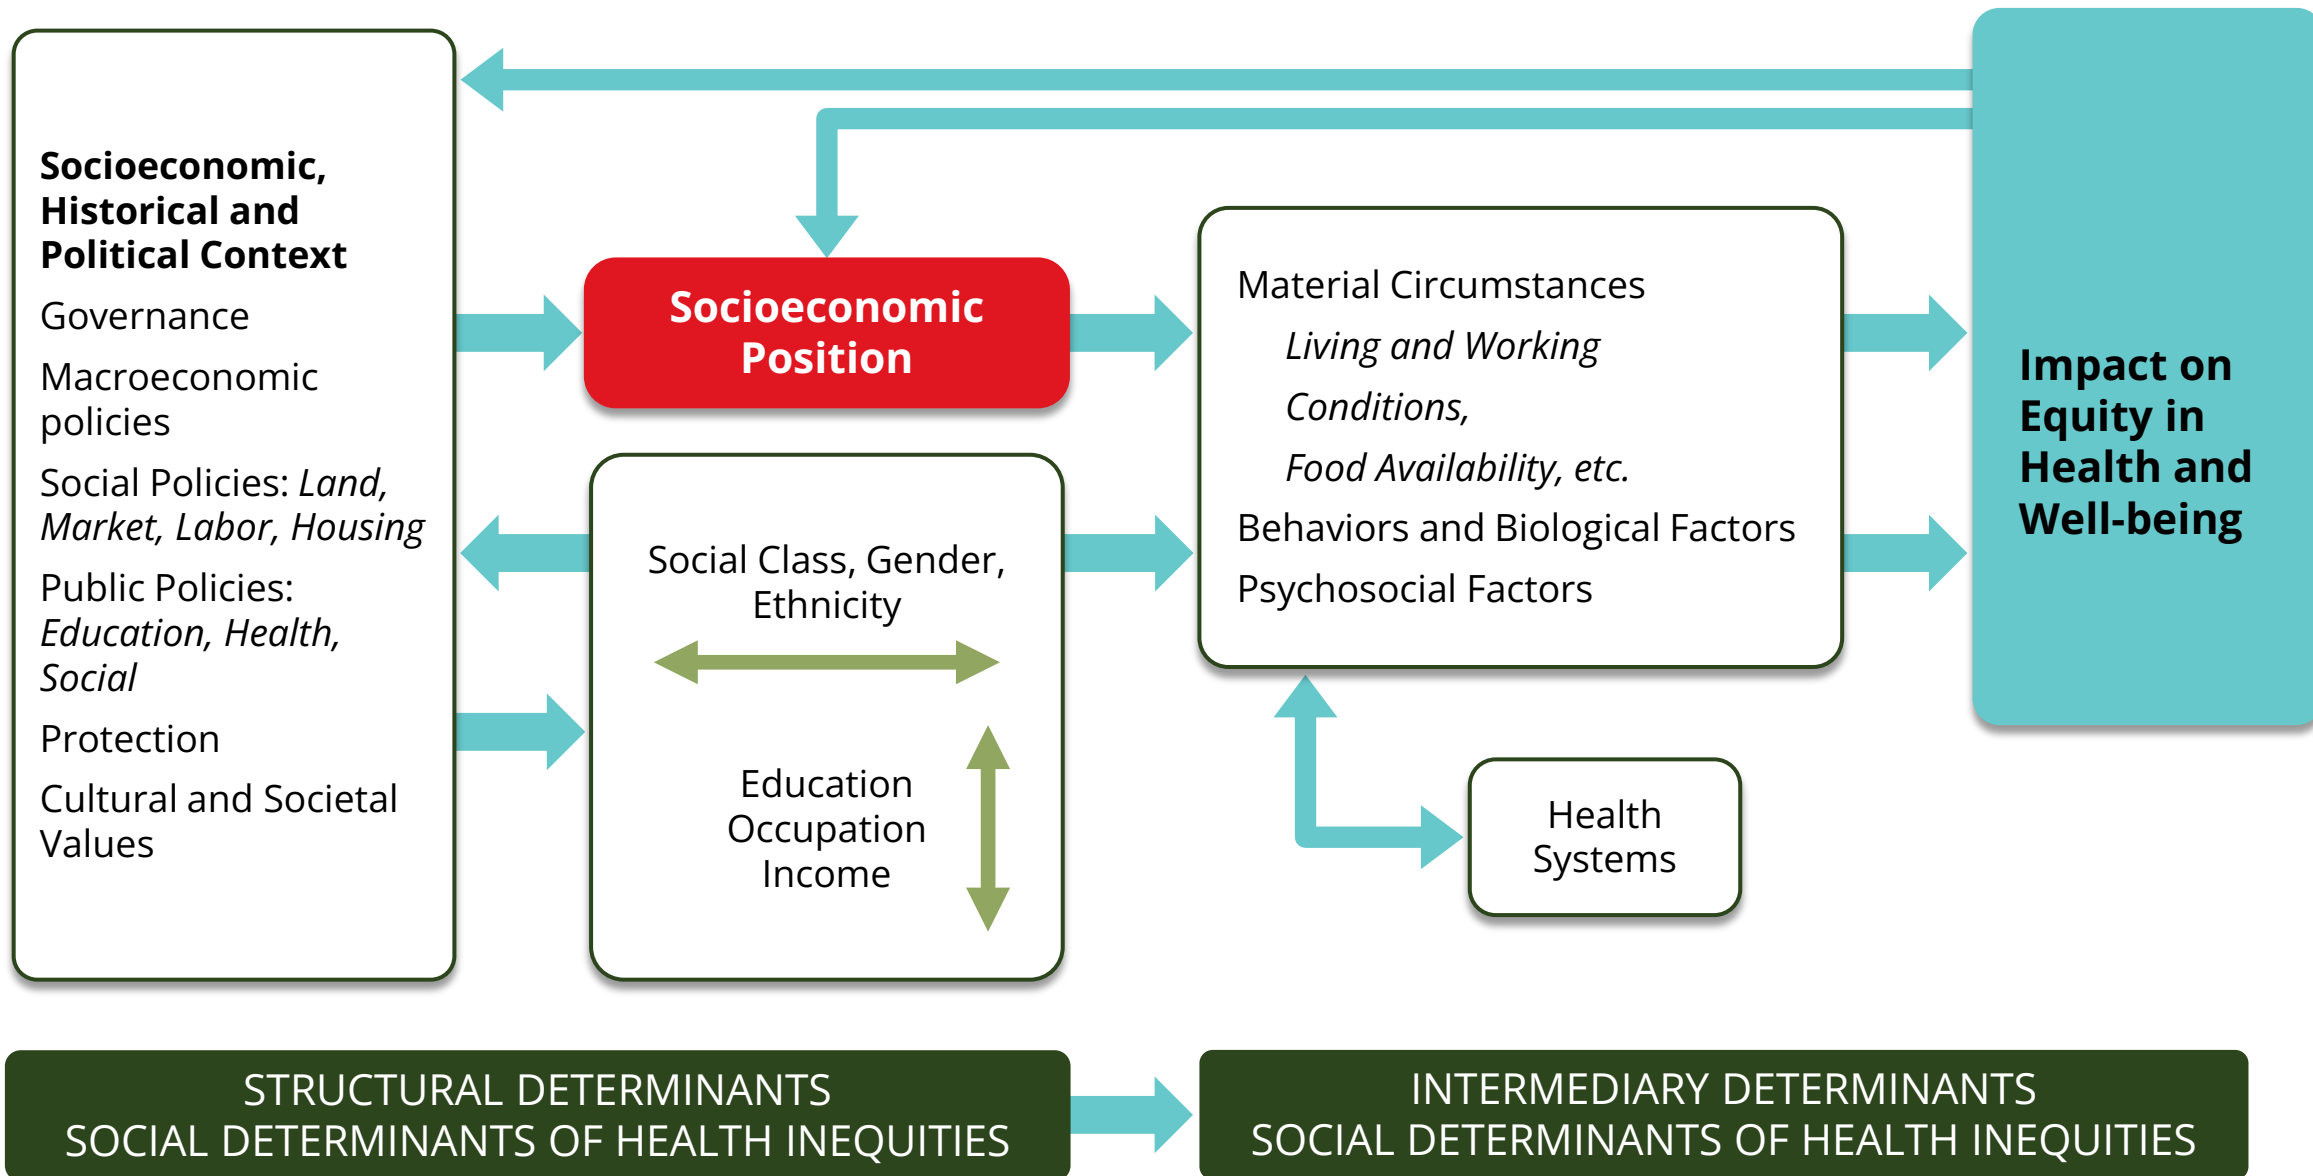 Socioeconomic,
Historical and
Political Context
Governance
Macroeconomic
policies
Social Policies: Land,
Market, Labor, Housing
Public Policies:
Education, Health,
Social
Protection
Cultural and Societal
Values
Socioeconomic
Position
Social Class, Gender,
Ethnicity
Education
Occupation
Income
Material Circumstances
Living and Working
Conditions,
Food Availability, etc.
Behaviors and Biological Factors
Psychosocial Factors
Health
Systems
Impact on
Equity in
Health and
Well-being
STRUCTURAL DETERMINANTS
SOCIAL DETERMINANTS OF HEALTH INEQUITIES
INTERMEDIARY DETERMINANTS
SOCIAL DETERMINANTS OF HEALTH INEQUITIES